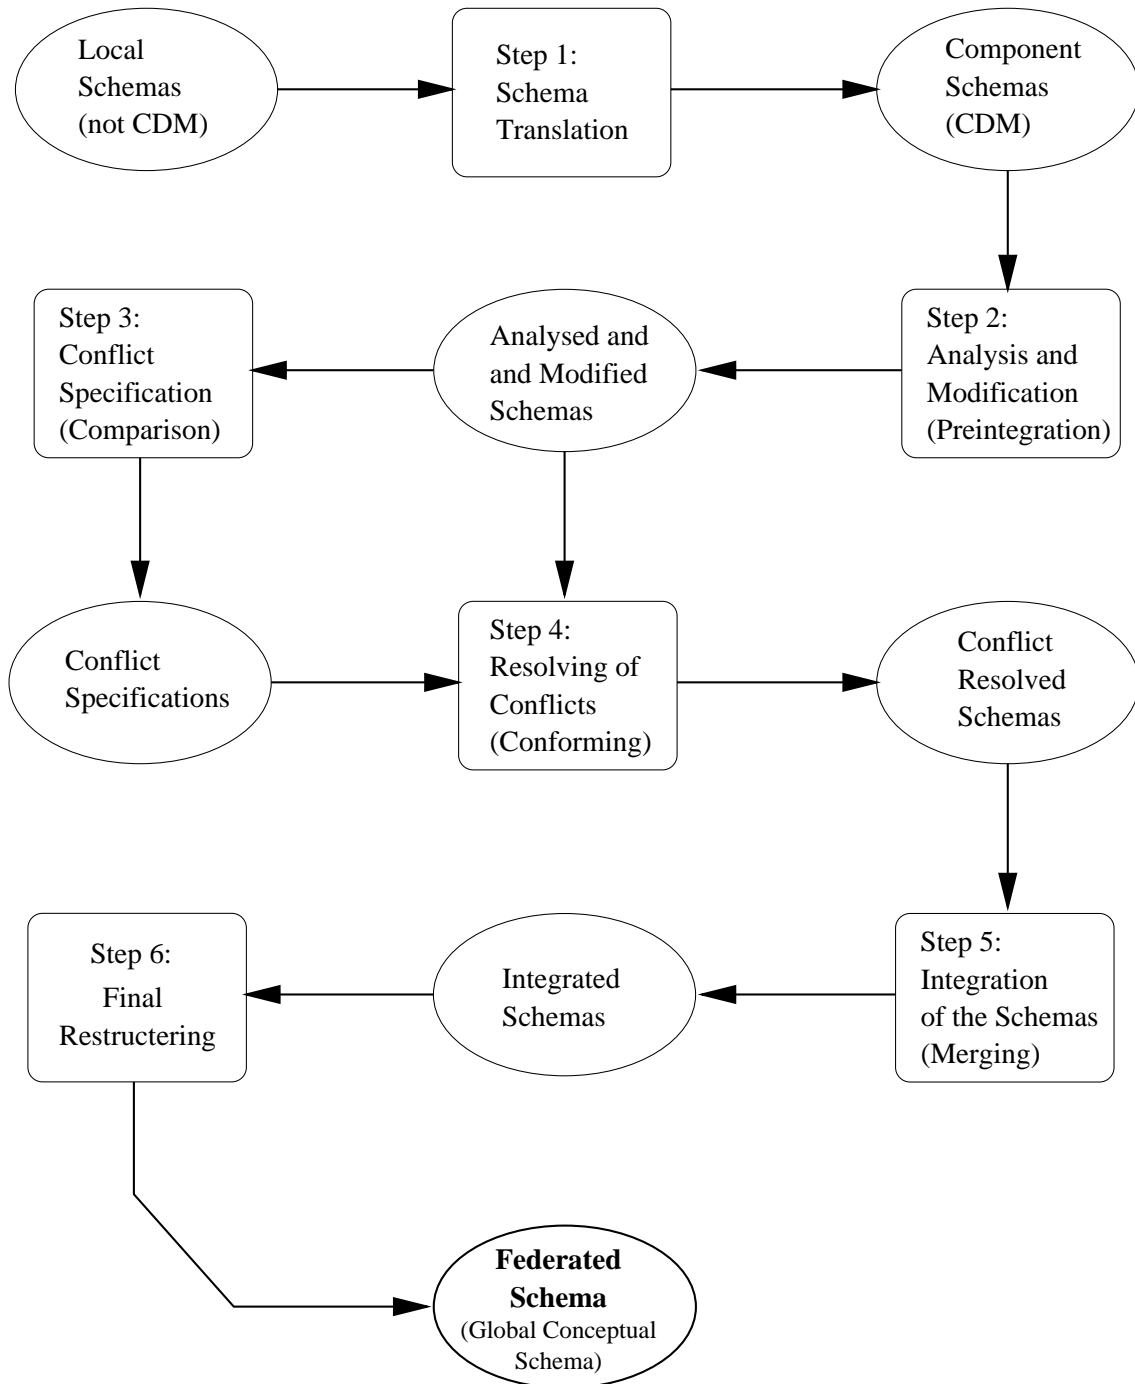 Local
Schemas
(not CDM)
Step 1:
Schema
Translation
Component
Schemas
(CDM)
Step 3:
Conflict
Specification
(Comparison)
Analysed and
and Modified
Schemas
Step 2:
Analysis and
Modification
(Preintegration)
Conflict
Specifications
Step 4:
Resolving of
Conflicts
(Conforming)
Conflict
Resolved
Schemas
Step 6:
Final
Restructering
Integrated
Schemas
Step 5:
Integration
of the Schemas
(Merging)
Federated
Schema
(Global Conceptual
Schema)